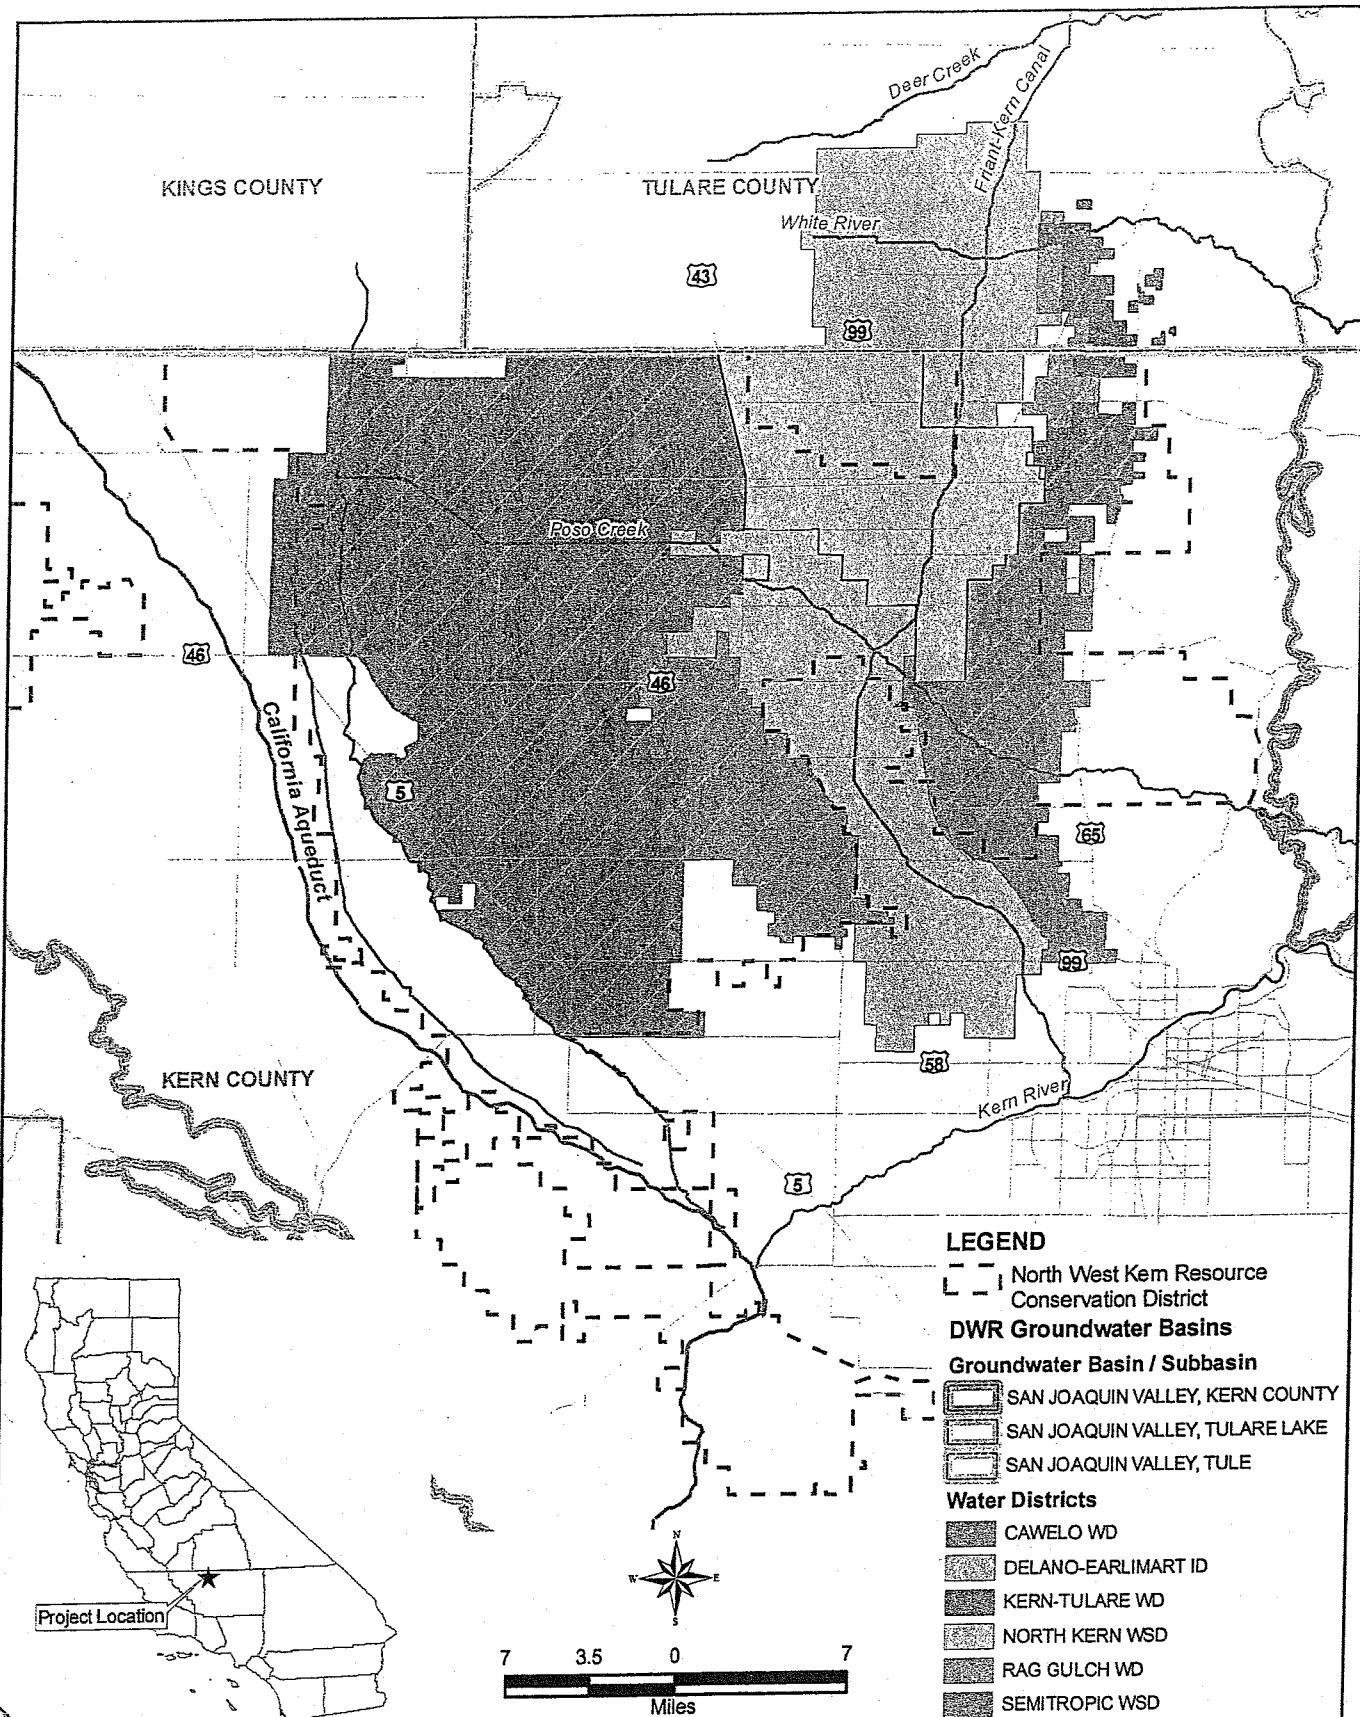 Deer Creek
Friant-Kern Canal
KINGS COUNTY
TULARE COUNTY
White River
43
99
Poso Creek
46
46
California Aqueduct
5
65
99
KERN COUNTY
58
Kern River
5
LEGEND
North West Kern Resource
Conservation District
DWR Groundwater Basins
Groundwater Basin / Subbasin
SAN JOAQUIN VALLEY, KERN COUNTY
SAN JOAQUIN VALLEY, TULARE LAKE
SAN JOAQUIN VALLEY, TULE
Water Districts
CAWELO WD
DELANO-EARLIMART ID
KERN-TULARE WD
NORTH KERN WSD
RAG GULCH WD
SEMITROPIC WSD
Project Location
N
W
E
S
7 3.5 0 7
Miles